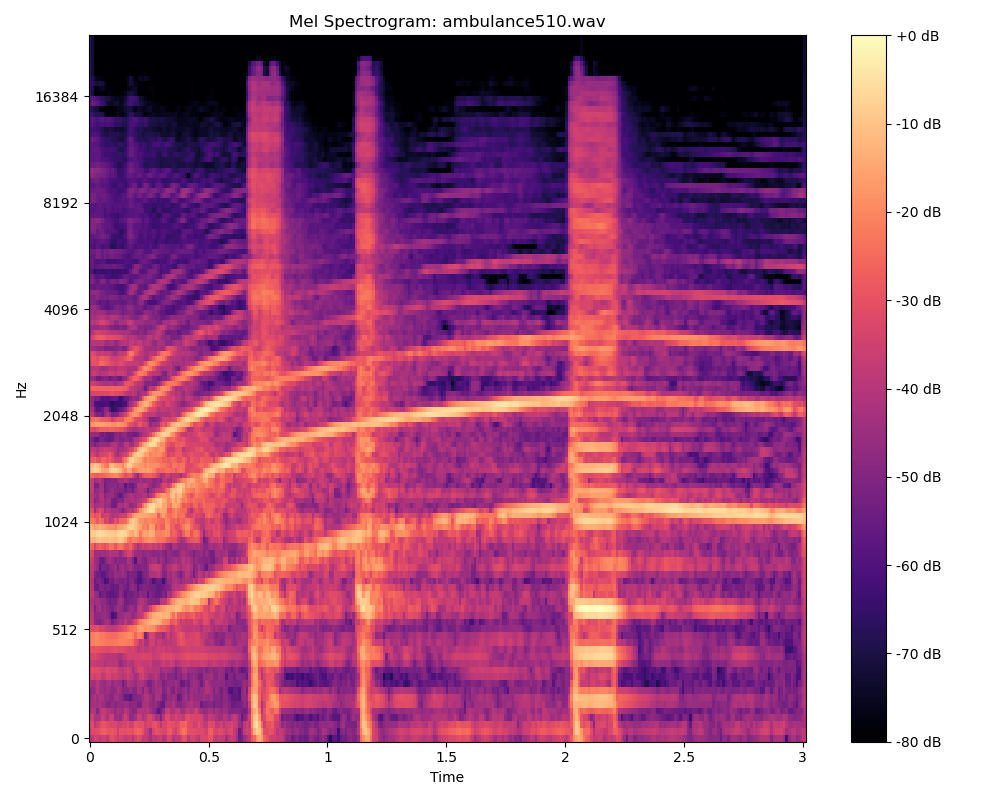 Mel Spectrogram: ambulance510.wav
+0 dB
16384
-10 dB
8192
-20 dB
4096
-30 dB
Hz
2048
-40 dB
-50 dB
1024
-60 dB
512
-70 dB
0
-80 dB
0 0.5 1 1.5 2 2.5 3
Time